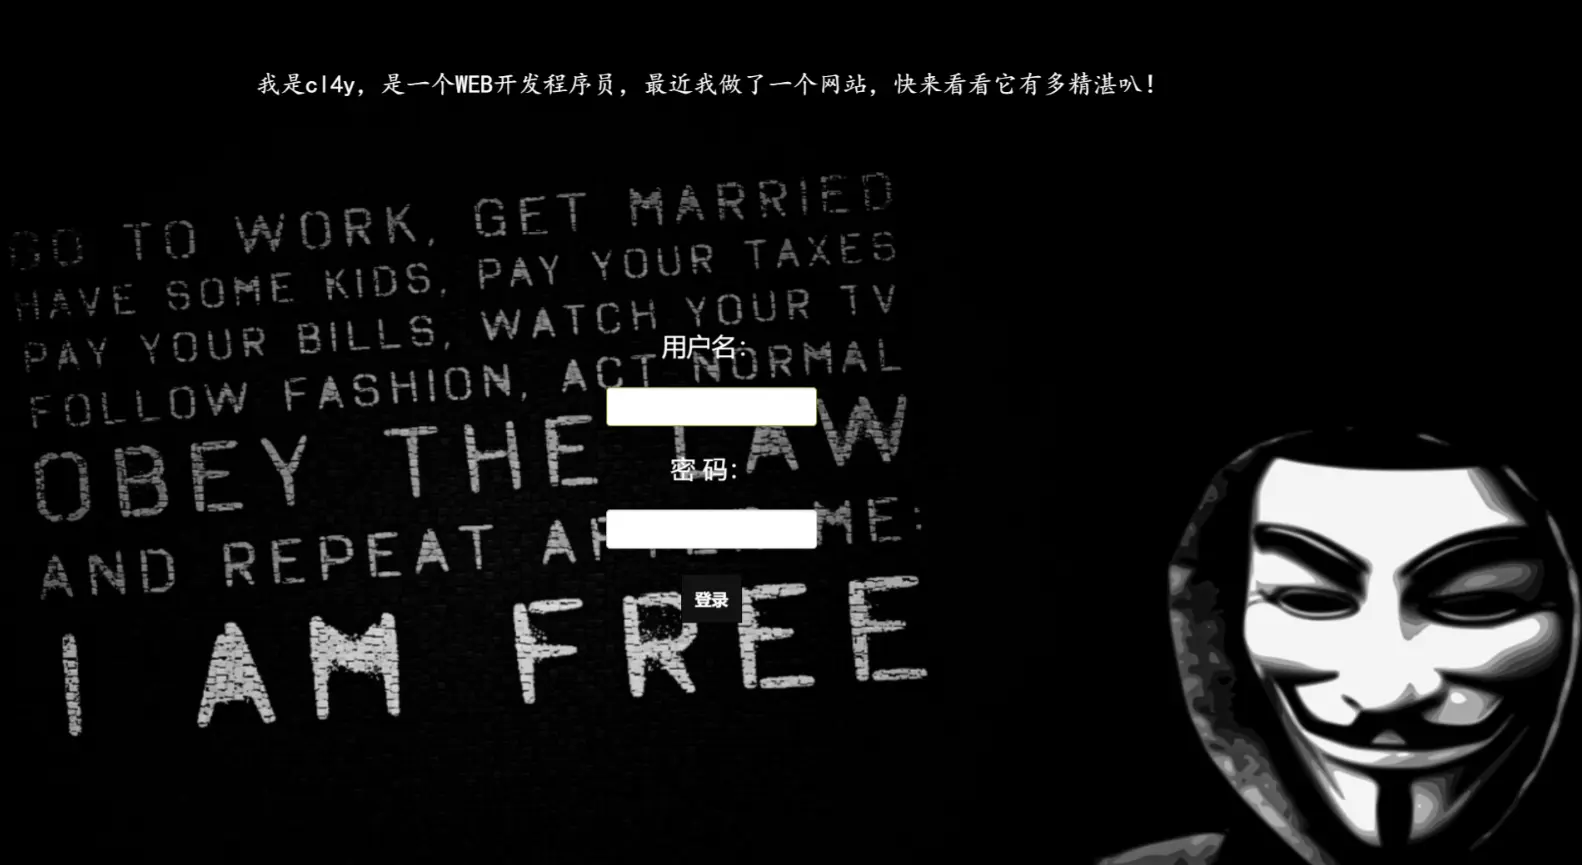 我是cl4y，是一个WEB开发程序员，最近我做了一个网站，快来看看它有多精湛叭！
GO TO WORK, GET MARRIED
HAVE SOME KIDS, PAY YOUR TAXES
PAY YOUR BILLS, WATCH YOUR TV
用户名：
FOLLOW FASHION, ACT NORMAL
OBEY THE LAW
密 码：
AND REPEAT AFTER ME:
登录
I AM FREE